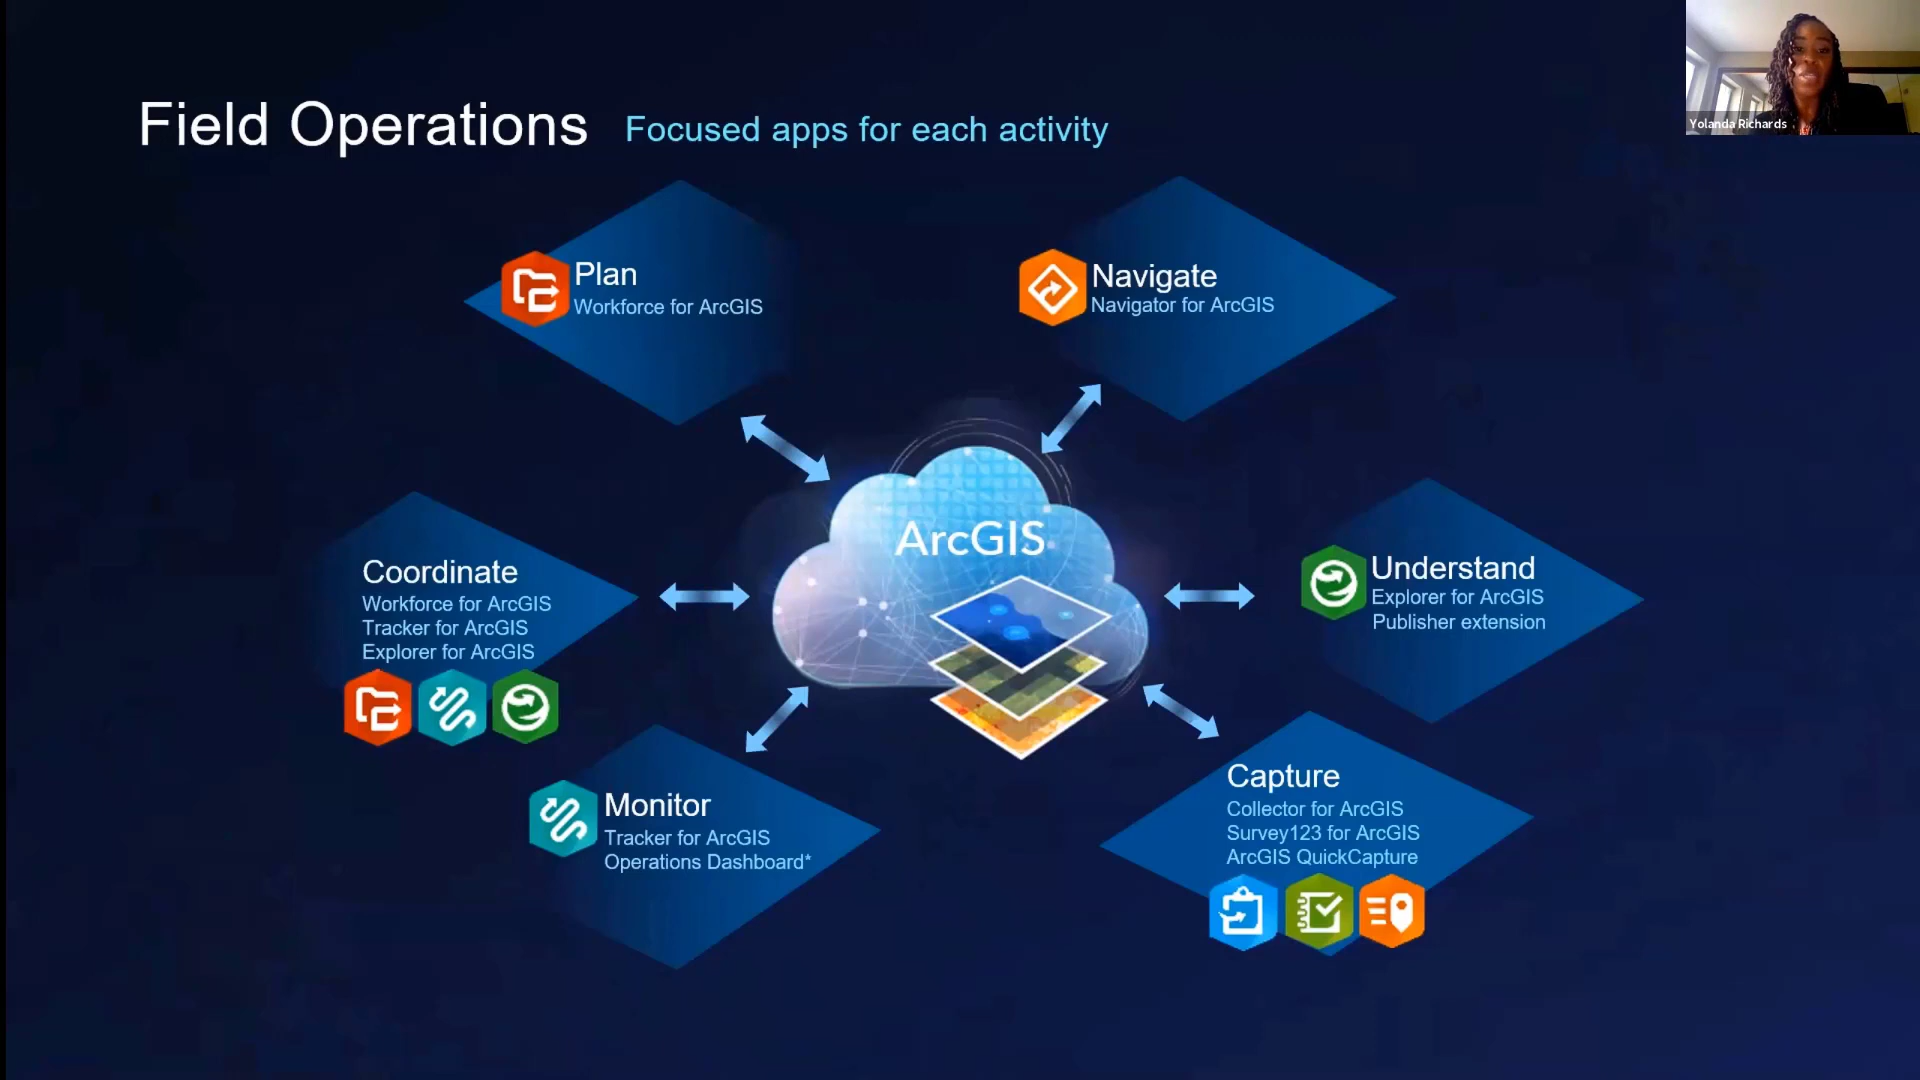 Field Operations
Focused apps for each activity
Yolanda Richards
Plan
Workforce for ArcGIS
Navigate
Navigator for ArcGIS
ArcGIS
Coordinate
Workforce for ArcGIS
Tracker for ArcGIS
Explorer for ArcGIS
Understand
Explorer for ArcGIS
Publisher extension
Monitor
Tracker for ArcGIS
Operations Dashboard*
Capture
Collector for ArcGIS
Survey123 for ArcGIS
ArcGIS QuickCapture